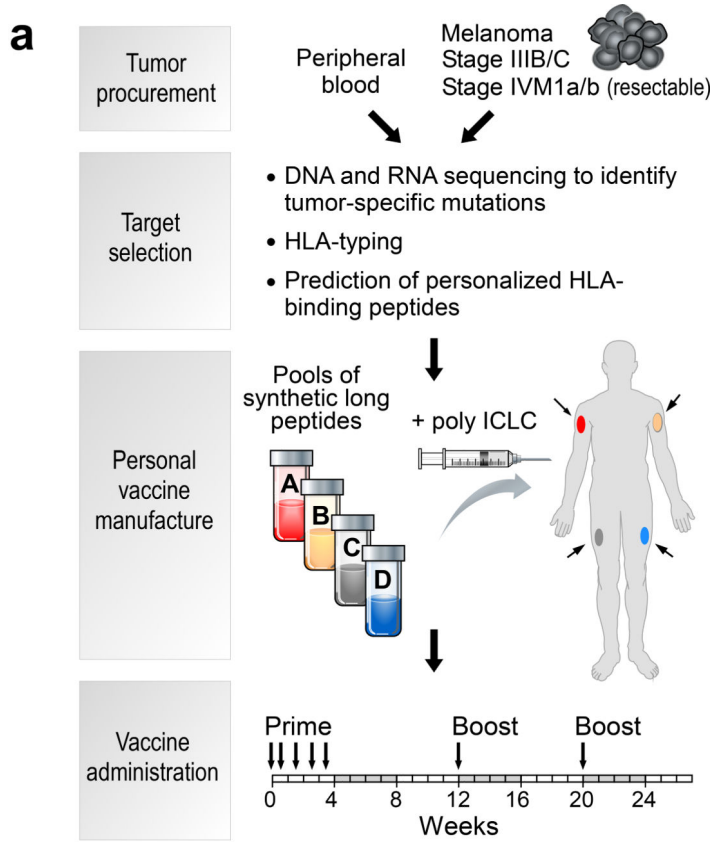 a
Tumor
procurement
Peripheral
blood
Melanoma
Stage IIIB/C
Stage IVM1a/b (resectable)
Target
selection
• DNA and RNA sequencing to identify
tumor-specific mutations
• HLA-typing
• Prediction of personalized HLA-
binding peptides
Personal
vaccine
manufacture
Pools of
synthetic long
peptides
+ poly ICLC
A
B
C
D
Vaccine
administration
Prime Boost Boost
0 4 8 12 16 20 24
Weeks